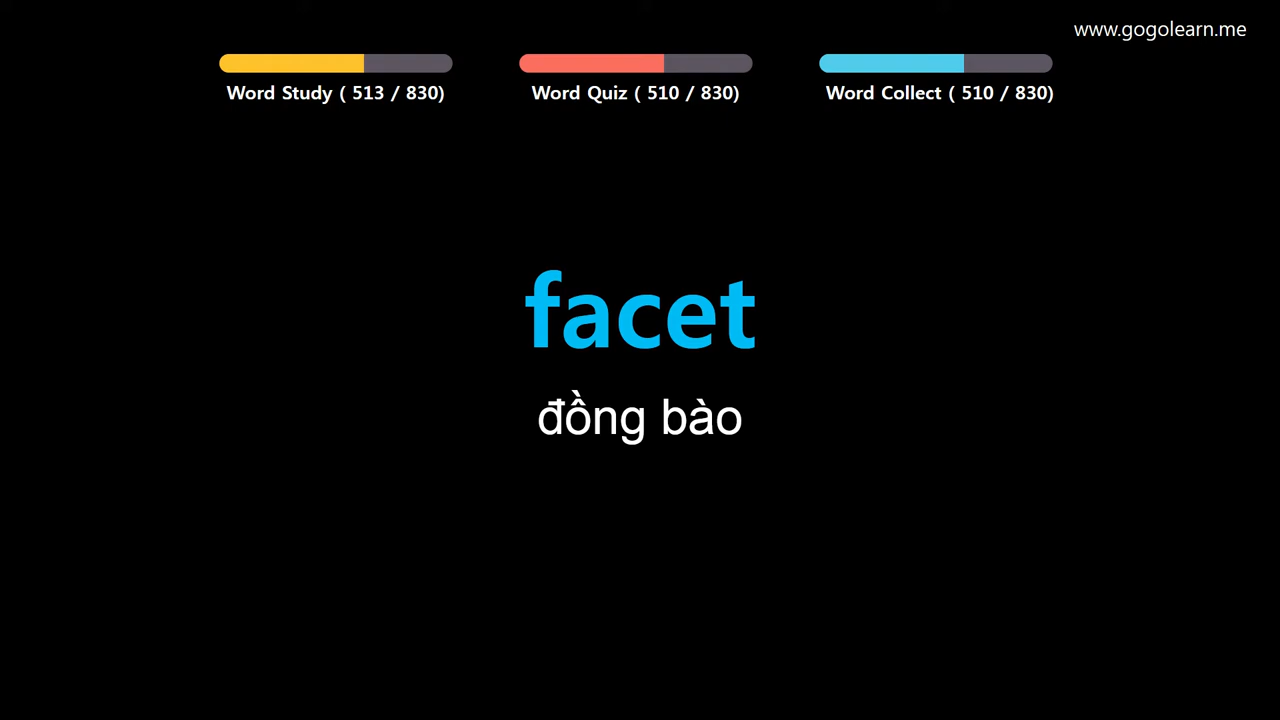 www.gogolearn.me
Word Study ( 513 / 830)
Word Quiz ( 510 / 830)
Word Collect ( 510 / 830)
facet
đồng bào